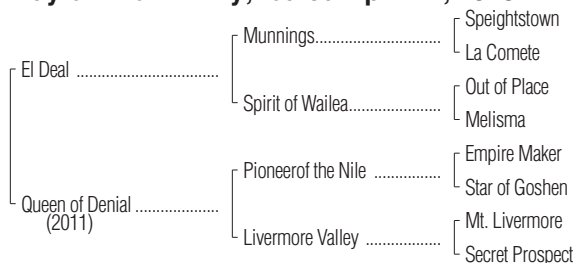 Speightstown
Munnings
La Comete
El Deal
Out of Place
Spirit of Wailea
Melisma
Empire Maker
Pioneerof the Nile
Star of Goshen
Queen of Denial
(2011)
Mt. Livermore
Livermore Valley
Secret Prospect